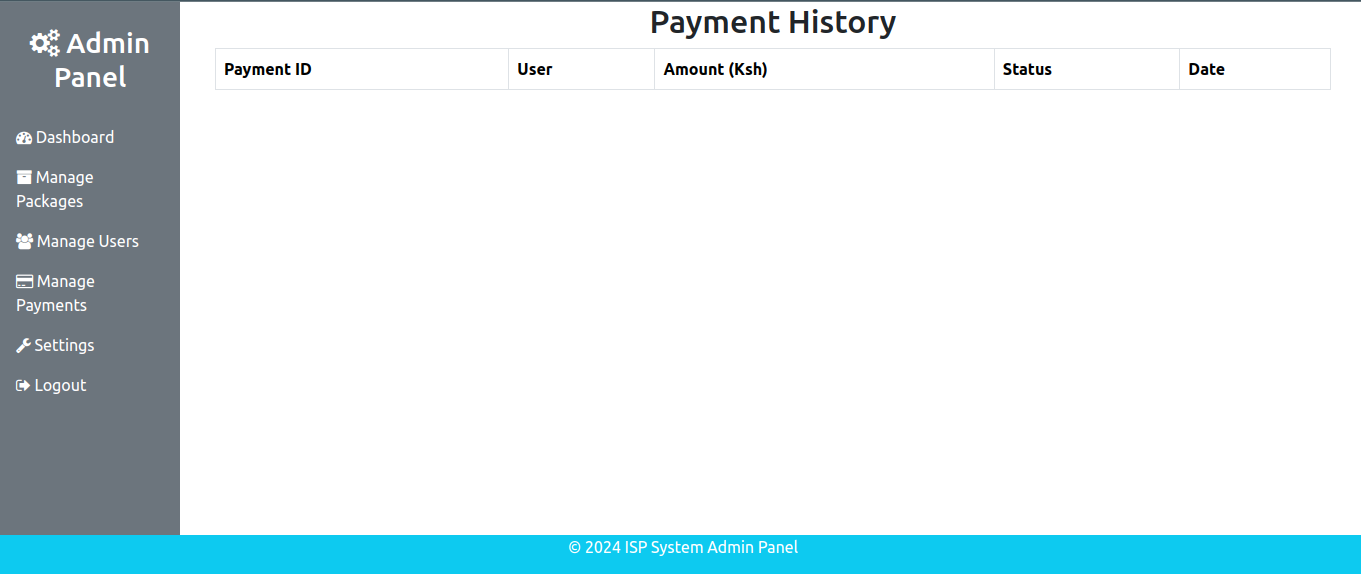 Admin
Panel
Dashboard
Manage
Packages
Manage Users
Manage
Payments
Settings
Logout
Payment History
Payment ID User Amount (Ksh) Status Date
© 2024 ISP System Admin Panel